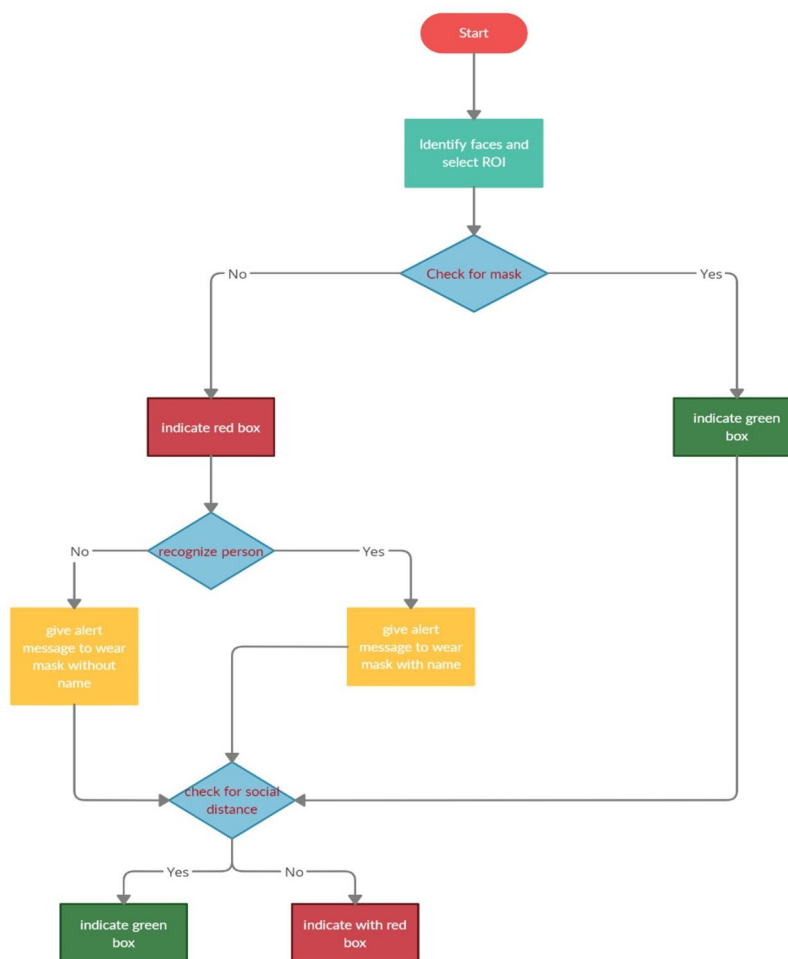 Start
Identify faces and
select ROI
Check for mask
No
Yes
indicate red box
indicate green
box
recognize person
No
Yes
give alert
message to wear
mask without
name
give alert
message to wear
mask with name
check for social
distance
Yes
No
indicate green
box
indicate with red
box